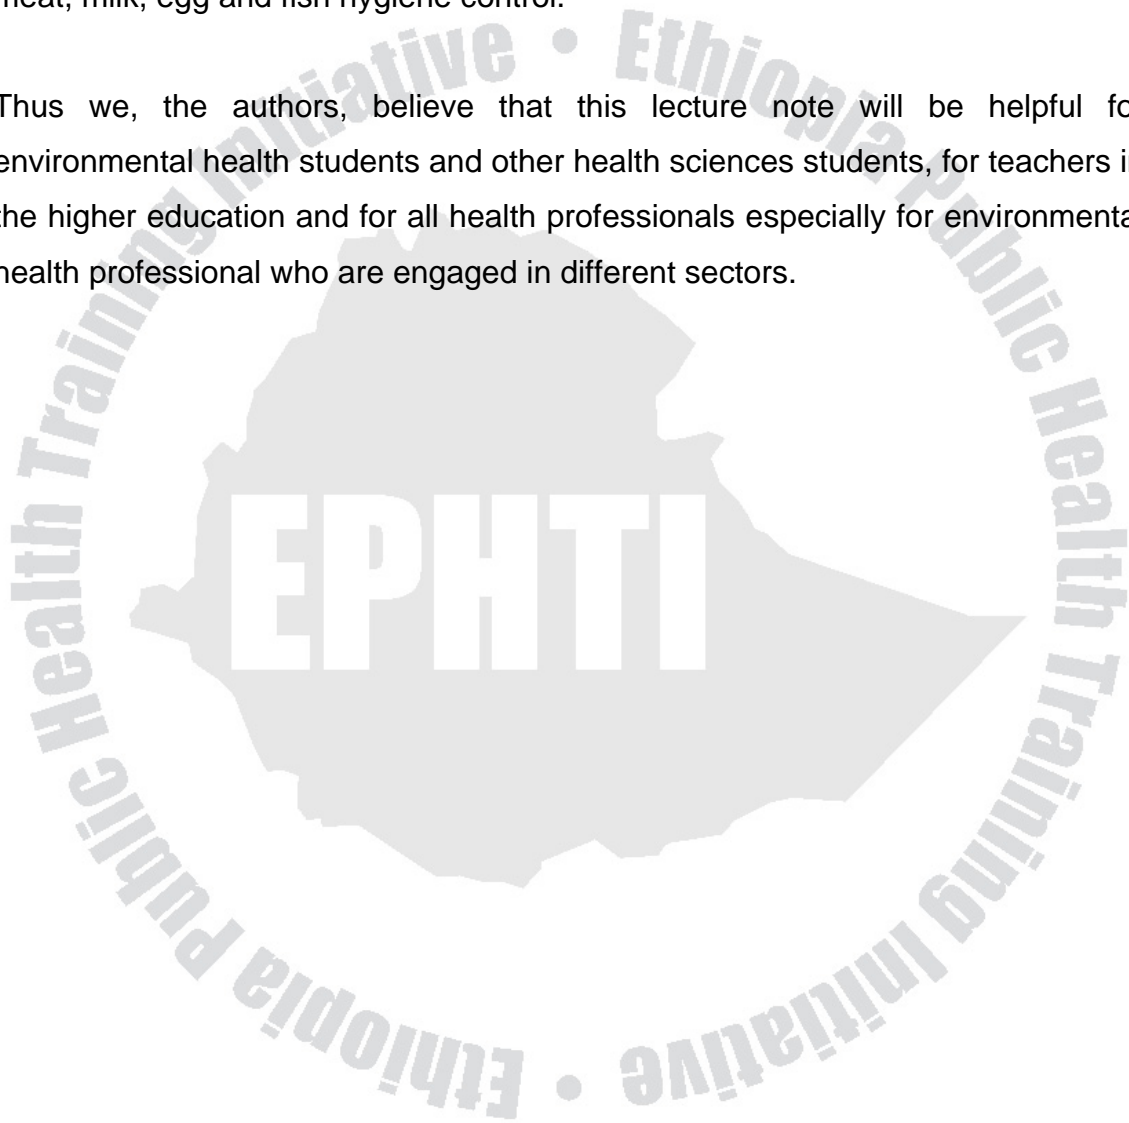 meat, milk, egg and fish hygiene control.
Thus we, the authors, believe that this lecture note will be helpful fo
environmental health students and other health sciences students, for teachers i
the higher education and for all health professionals especially for environmenta
health professional who are engaged in different sectors.
Ethiopia Public Health Training Initiative • Ethiopia Public Health Training Initiative •
EPHTI